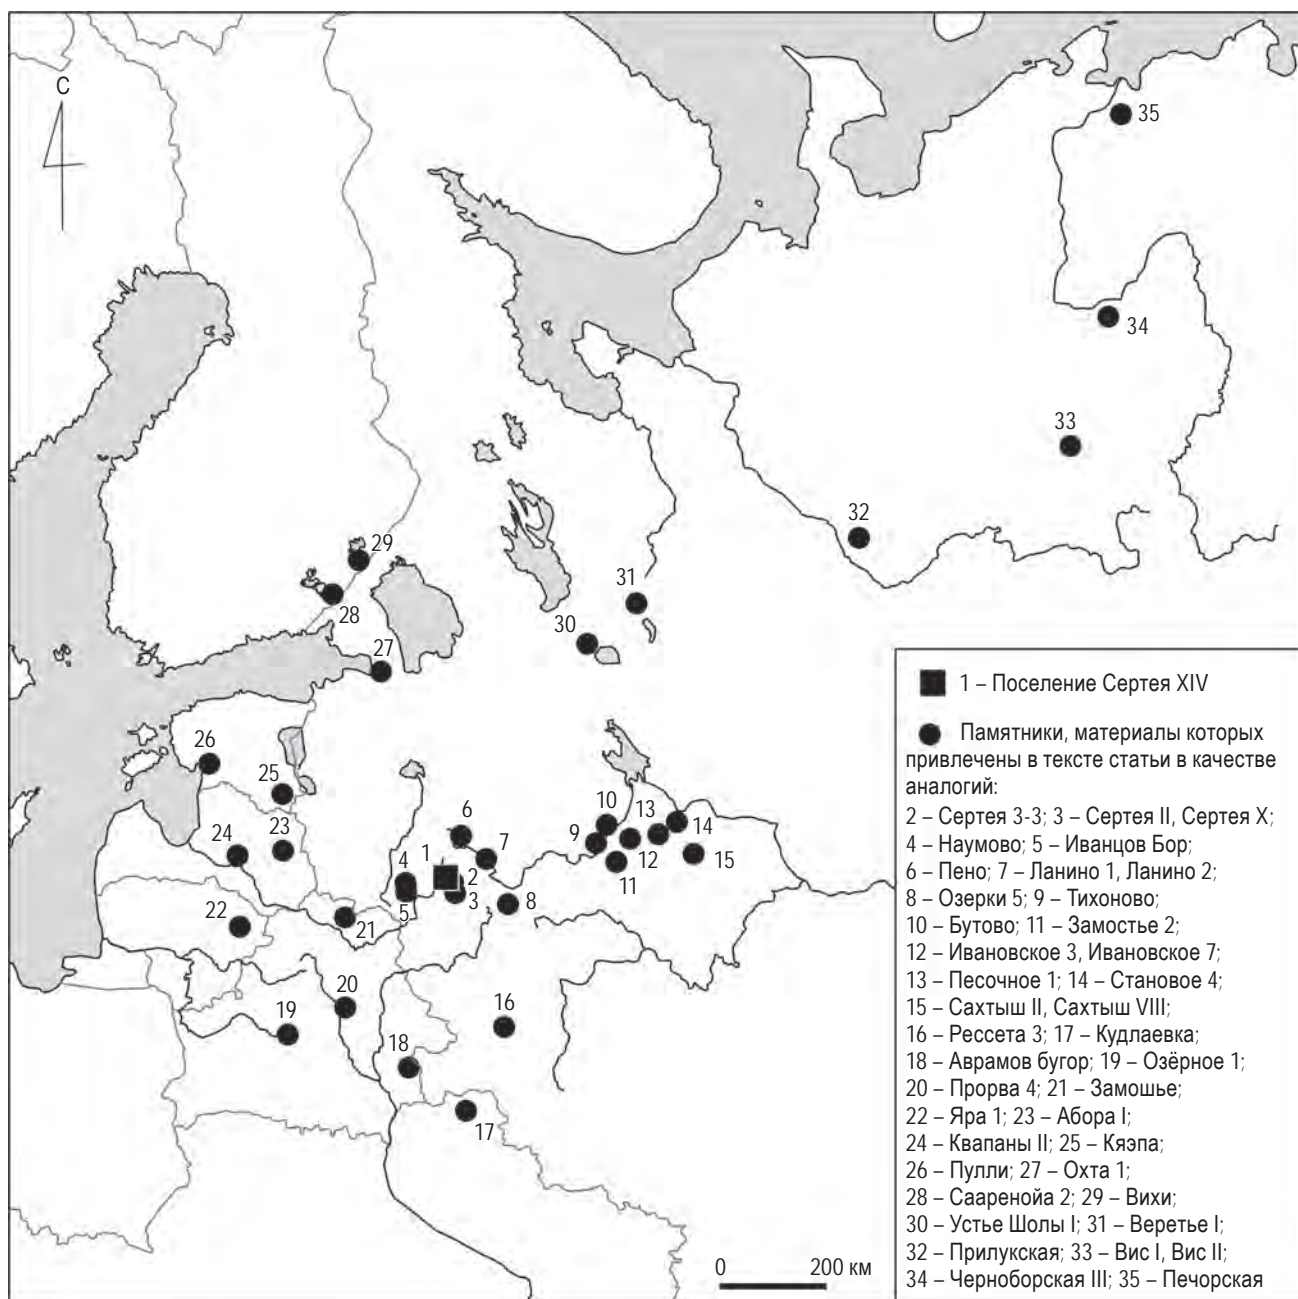 С
35
34
33
32
29
31
28
30
27
26
25
6
10
13
24
23
4
1
7
9
14
2
12
15
11
22
5
3
8
21
20
16
19
18
17
0
200 км
1 – Поселение Сертея XIV
Памятники, материалы которых
привлечены в тексте статьи в качестве
аналогий:
2 – Сертея 3-3; 3 – Сертея II, Сертея X;
4 – Наумово; 5 – Иванцов Бор;
6 – Пено; 7 – Ланино 1, Ланино 2;
8 – Озерки 5; 9 – Тихоново;
10 – Бутово; 11 – Замостье 2;
12 – Ивановское 3, Ивановское 7;
13 – Песочное 1; 14 – Становое 4;
15 – Сахтыш II, Сахтыш VIII;
16 – Рессета 3; 17 – Кудлаевка;
18 – Аврамов бугор; 19 – Озёрное 1;
20 – Прорва 4; 21 – Замошье;
22 – Яра 1; 23 – Абора I;
24 – Квапаны II; 25 – Кяэпа;
26 – Пулли; 27 – Охта 1;
28 – Сааренойа 2; 29 – Вихи;
30 – Устье Шолы I; 31 – Веретье I;
32 – Прилукская; 33 – Вис I, Вис II;
34 – Черноборская III; 35 – Печорская